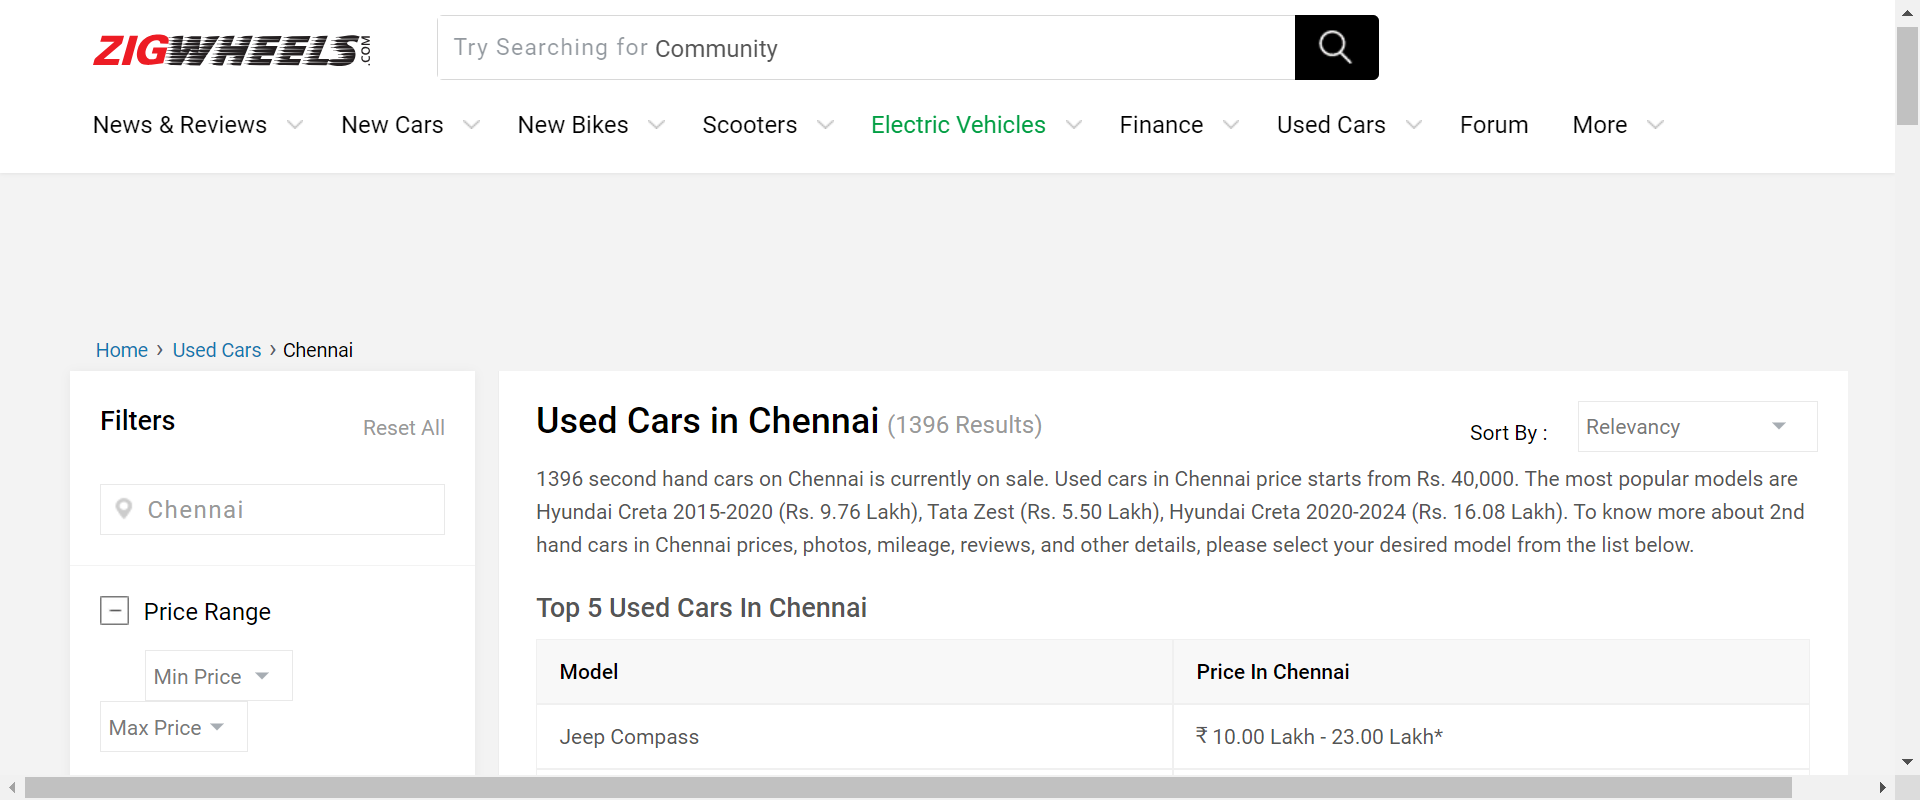 ZIGWHEELS.COM
Try Searching for Community
News & Reviews New Cars New Bikes Scooters Electric Vehicles Finance Used Cars Forum More
Home › Used Cars › Chennai
Filters
Reset All
Chennai
Price Range
Min Price
Max Price
Used Cars in Chennai (1396 Results)
Sort By :
Relevancy
1396 second hand cars on Chennai is currently on sale. Used cars in Chennai price starts from Rs. 40,000. The most popular models are
Hyundai Creta 2015-2020 (Rs. 9.76 Lakh), Tata Zest (Rs. 5.50 Lakh), Hyundai Creta 2020-2024 (Rs. 16.08 Lakh). To know more about 2nd
hand cars in Chennai prices, photos, mileage, reviews, and other details, please select your desired model from the list below.
Top 5 Used Cars In Chennai
Model Price In Chennai
Jeep Compass ₹ 10.00 Lakh - 23.00 Lakh*